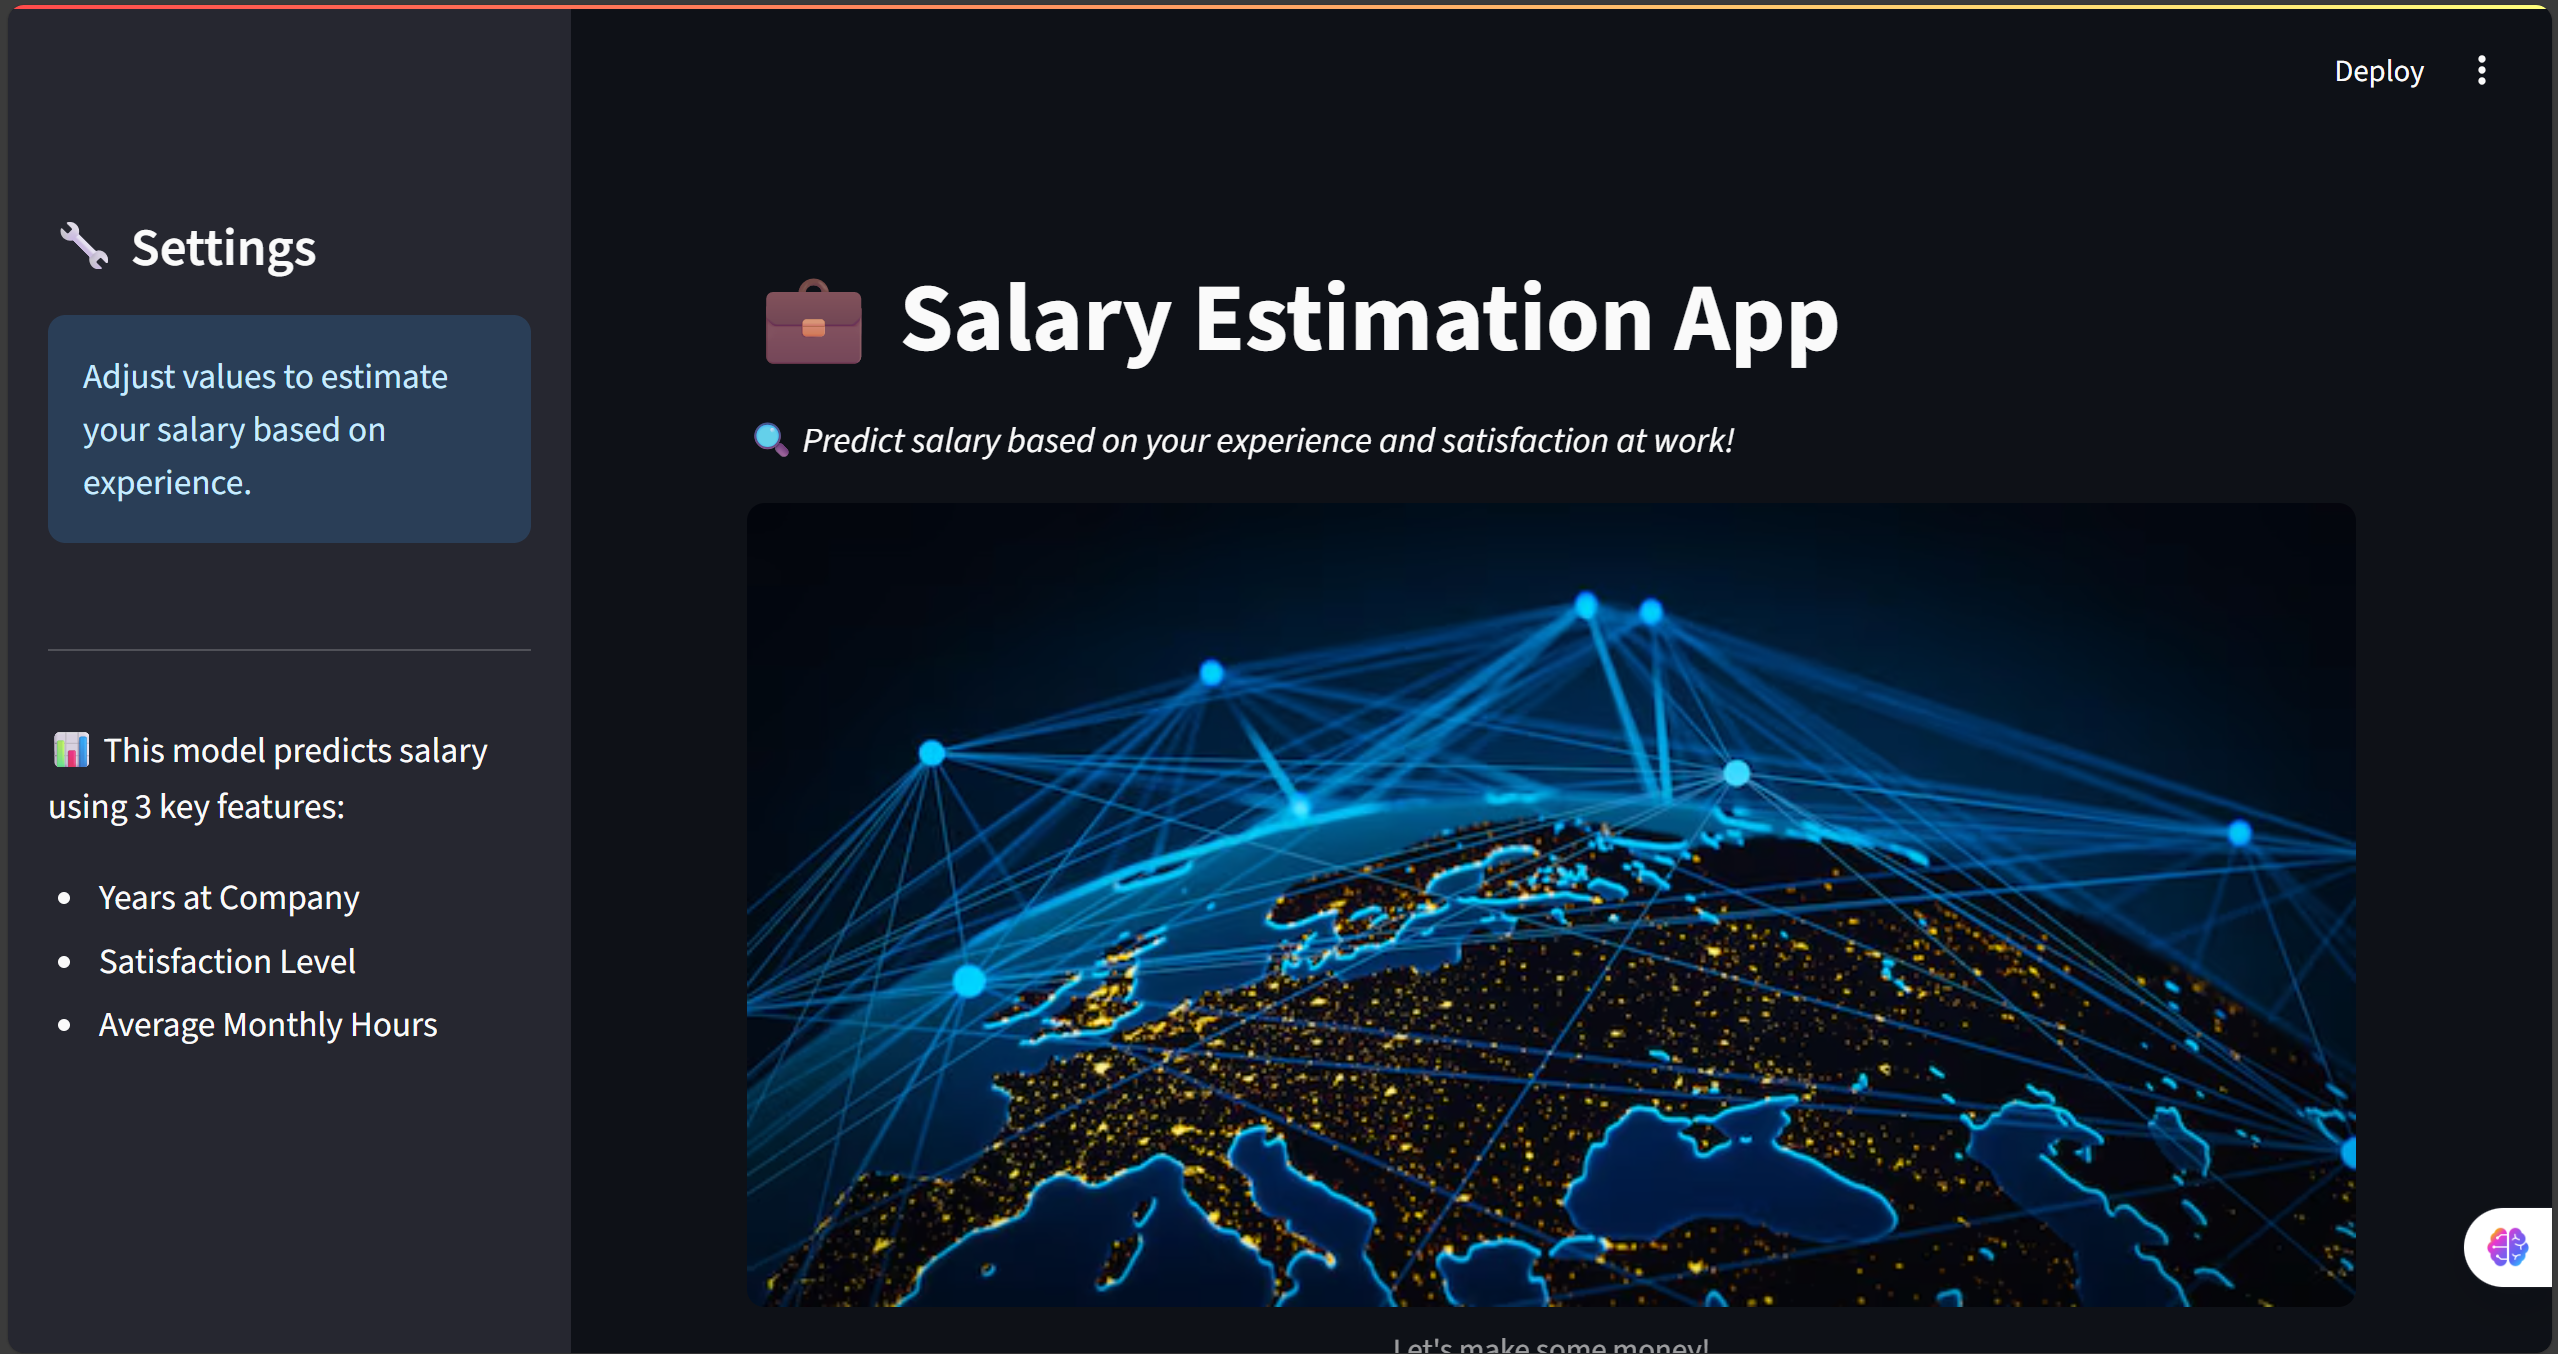 Deploy
Settings
Adjust values to estimate
your salary based on
experience.
This model predicts salary
using 3 key features:
Years at Company
Satisfaction Level
Average Monthly Hours
Salary Estimation App
Predict salary based on your experience and satisfaction at work!
Let's make some money!